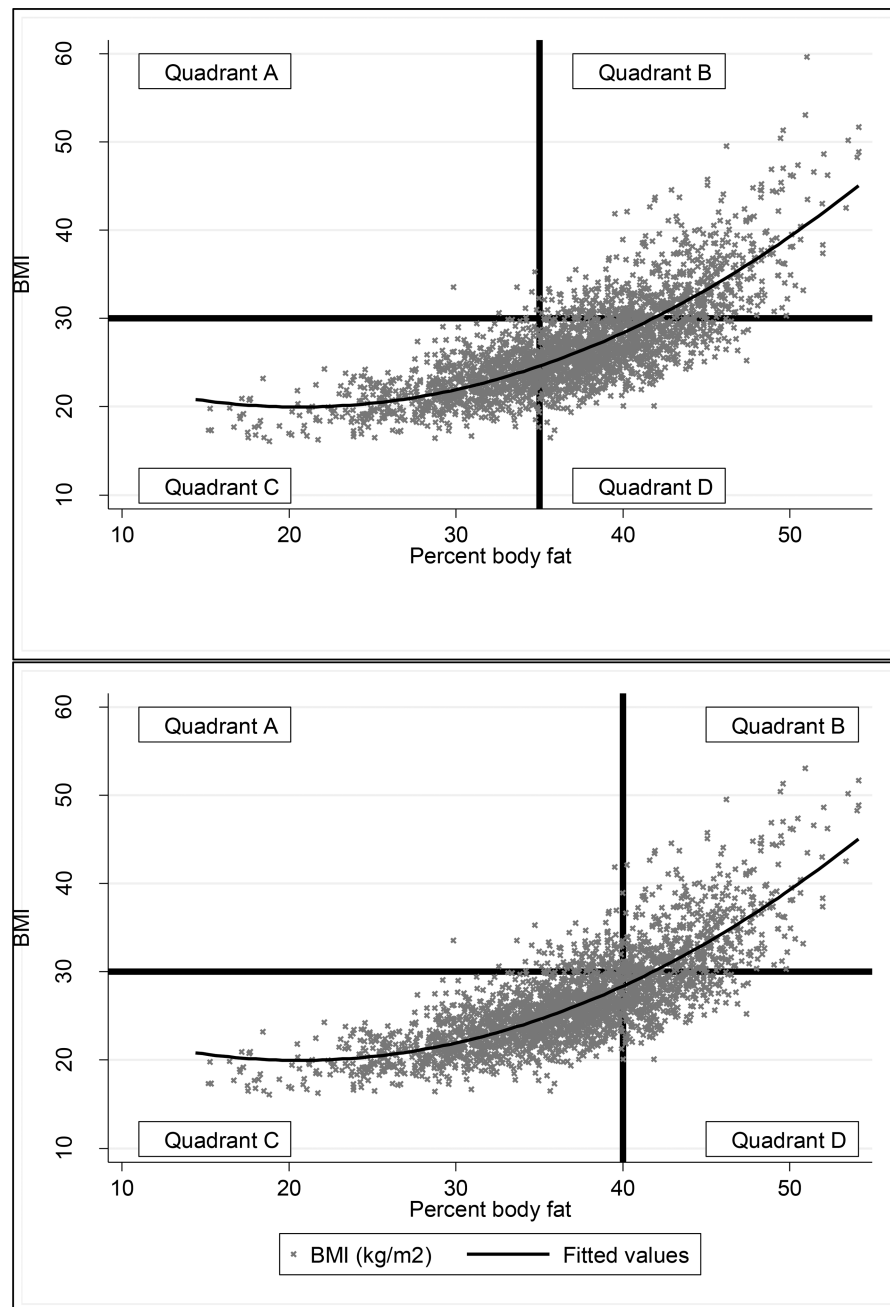 Quadrant A Quadrant B
60
50
40
BMI
30
20
Quadrant C Quadrant D
10
10 20 30 40 50
Percent body fat
Quadrant A Quadrant B
60
50
40
BMI
30
20
Quadrant C Quadrant D
10
10 20 30 40 50
Percent body fat
BMI (kg/m2) Fitted values